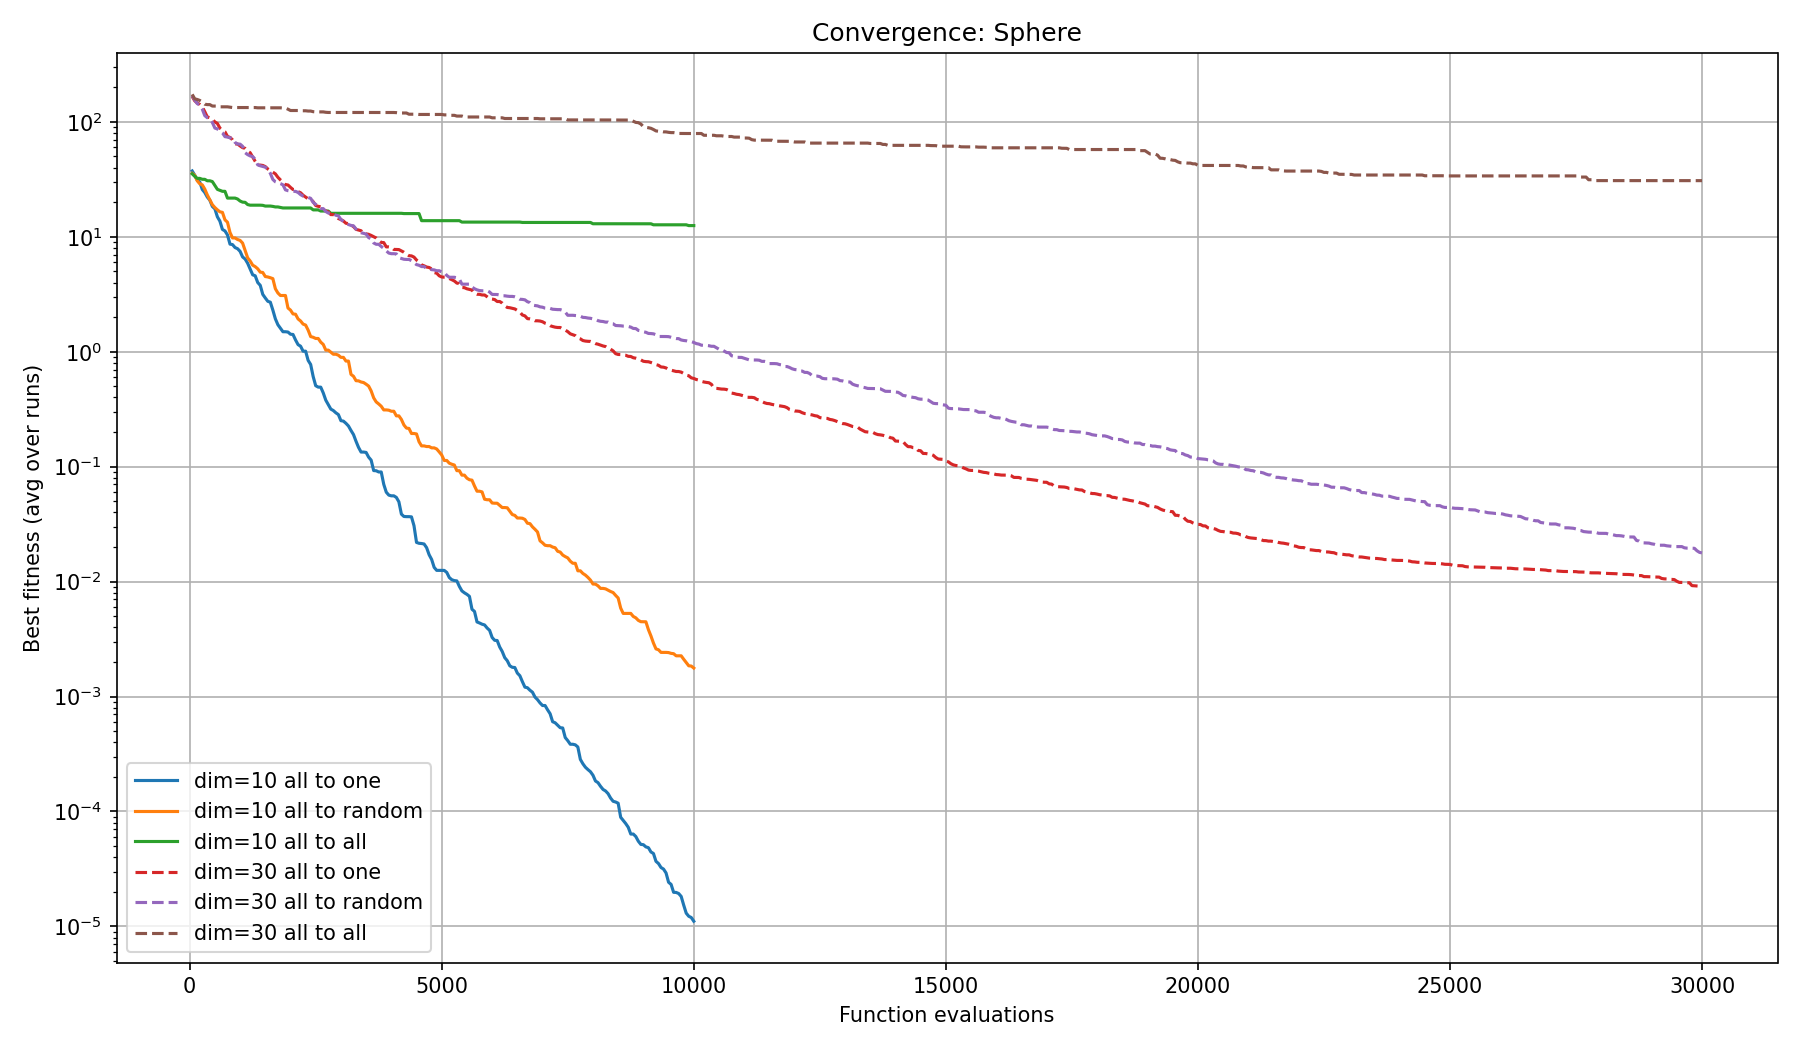 Convergence: Sphere
Best fitness (avg over runs)
10²
10¹
10⁰
10⁻¹
10⁻²
10⁻³
10⁻⁴
10⁻⁵
dim=10 all to one
dim=10 all to random
dim=10 all to all
dim=30 all to one
dim=30 all to random
dim=30 all to all
0 5000 10000 15000 20000 25000 30000
Function evaluations